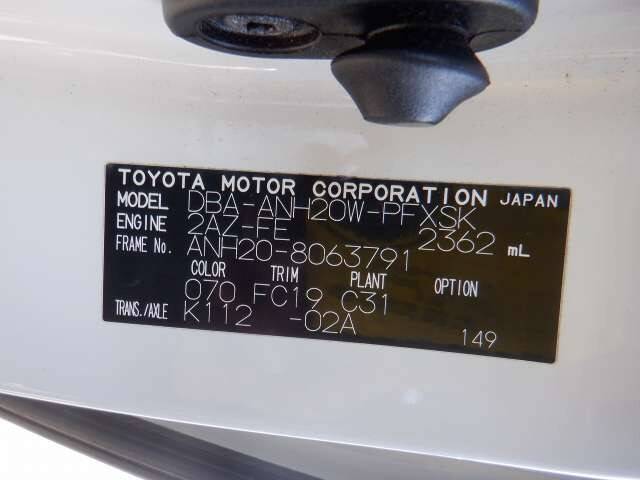 TOYOTA MOTOR CORPORATION JAPAN
MODEL DBA-ANH20W-PFXSK
ENGINE 2AZ-FE 2362 mL
FRAME No. ANH20-8063791
COLOR TRIM PLANT OPTION
070 FC19 C31
TRANS./AXLE K112 -02A
149